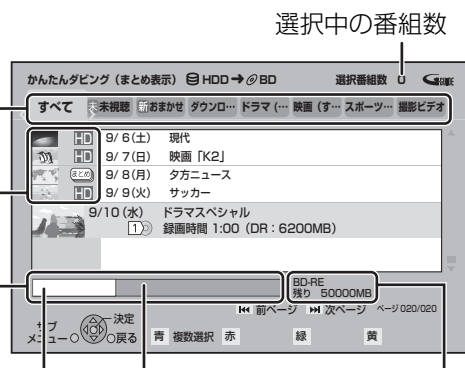 選択中の番組数
かんたんダビング（まとめ表示） HDD➔BD 選択番組数 0 GGUIDE
すべて 未未視聴 新おまかせ ダウンロ… ドラマ（… 映画（す… スポーツ… 撮影ビデオ
HD 9/ 6(土) 現代
HD 9/ 7(日) 映画「K2」
まとめ 9/ 8(月) 夕方ニュース
HD 9/ 9(火) サッカー
9/10(水) ドラマスペシャル
1 録画時間 1:00（DR：6200MB）
BD-RE
残り 50000MB
⏮ 前ページ ⏭ 次ページ ページ020/020
サブメニュー 決定 戻る 青 複数選択 赤 緑 黄